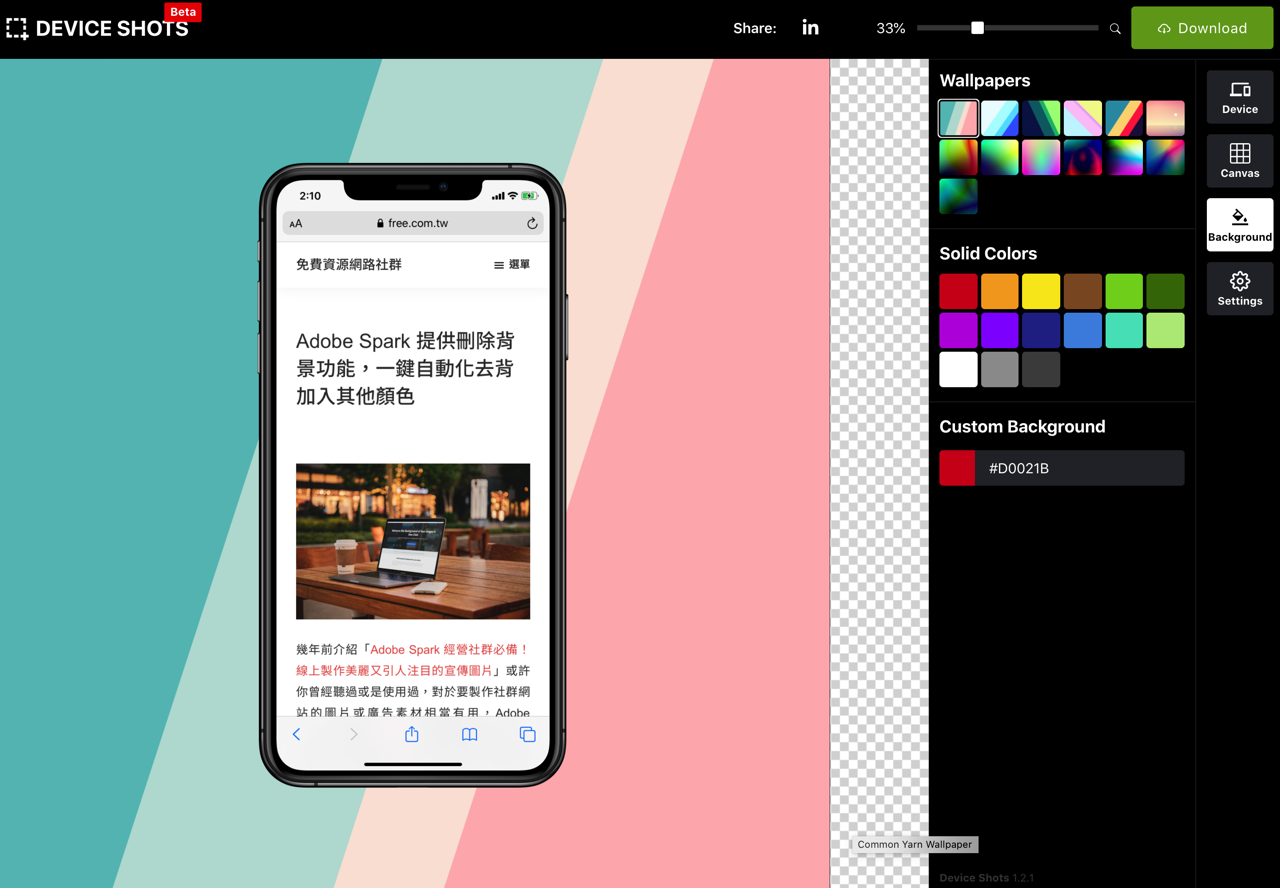 DEVICE SHOTS
Beta
Share:
in
33%
Download
2:10
AA
free.com.tw
免費資源網路社群
選單
Adobe Spark 提供刪除背
景功能，一鍵自動化去背
加入其他顏色
幾年前介紹「Adobe Spark 經營社群必備！
線上製作美麗又引人注目的宣傳圖片」或許
你曾經聽過或是使用過，對於要製作社群網
站的圖片或廣告素材相當有用，Adobe
Wallpapers
Solid Colors
Custom Background
#D0021B
Device
Canvas
Background
Settings
Common Yarn Wallpaper
Device Shots 1.2.1